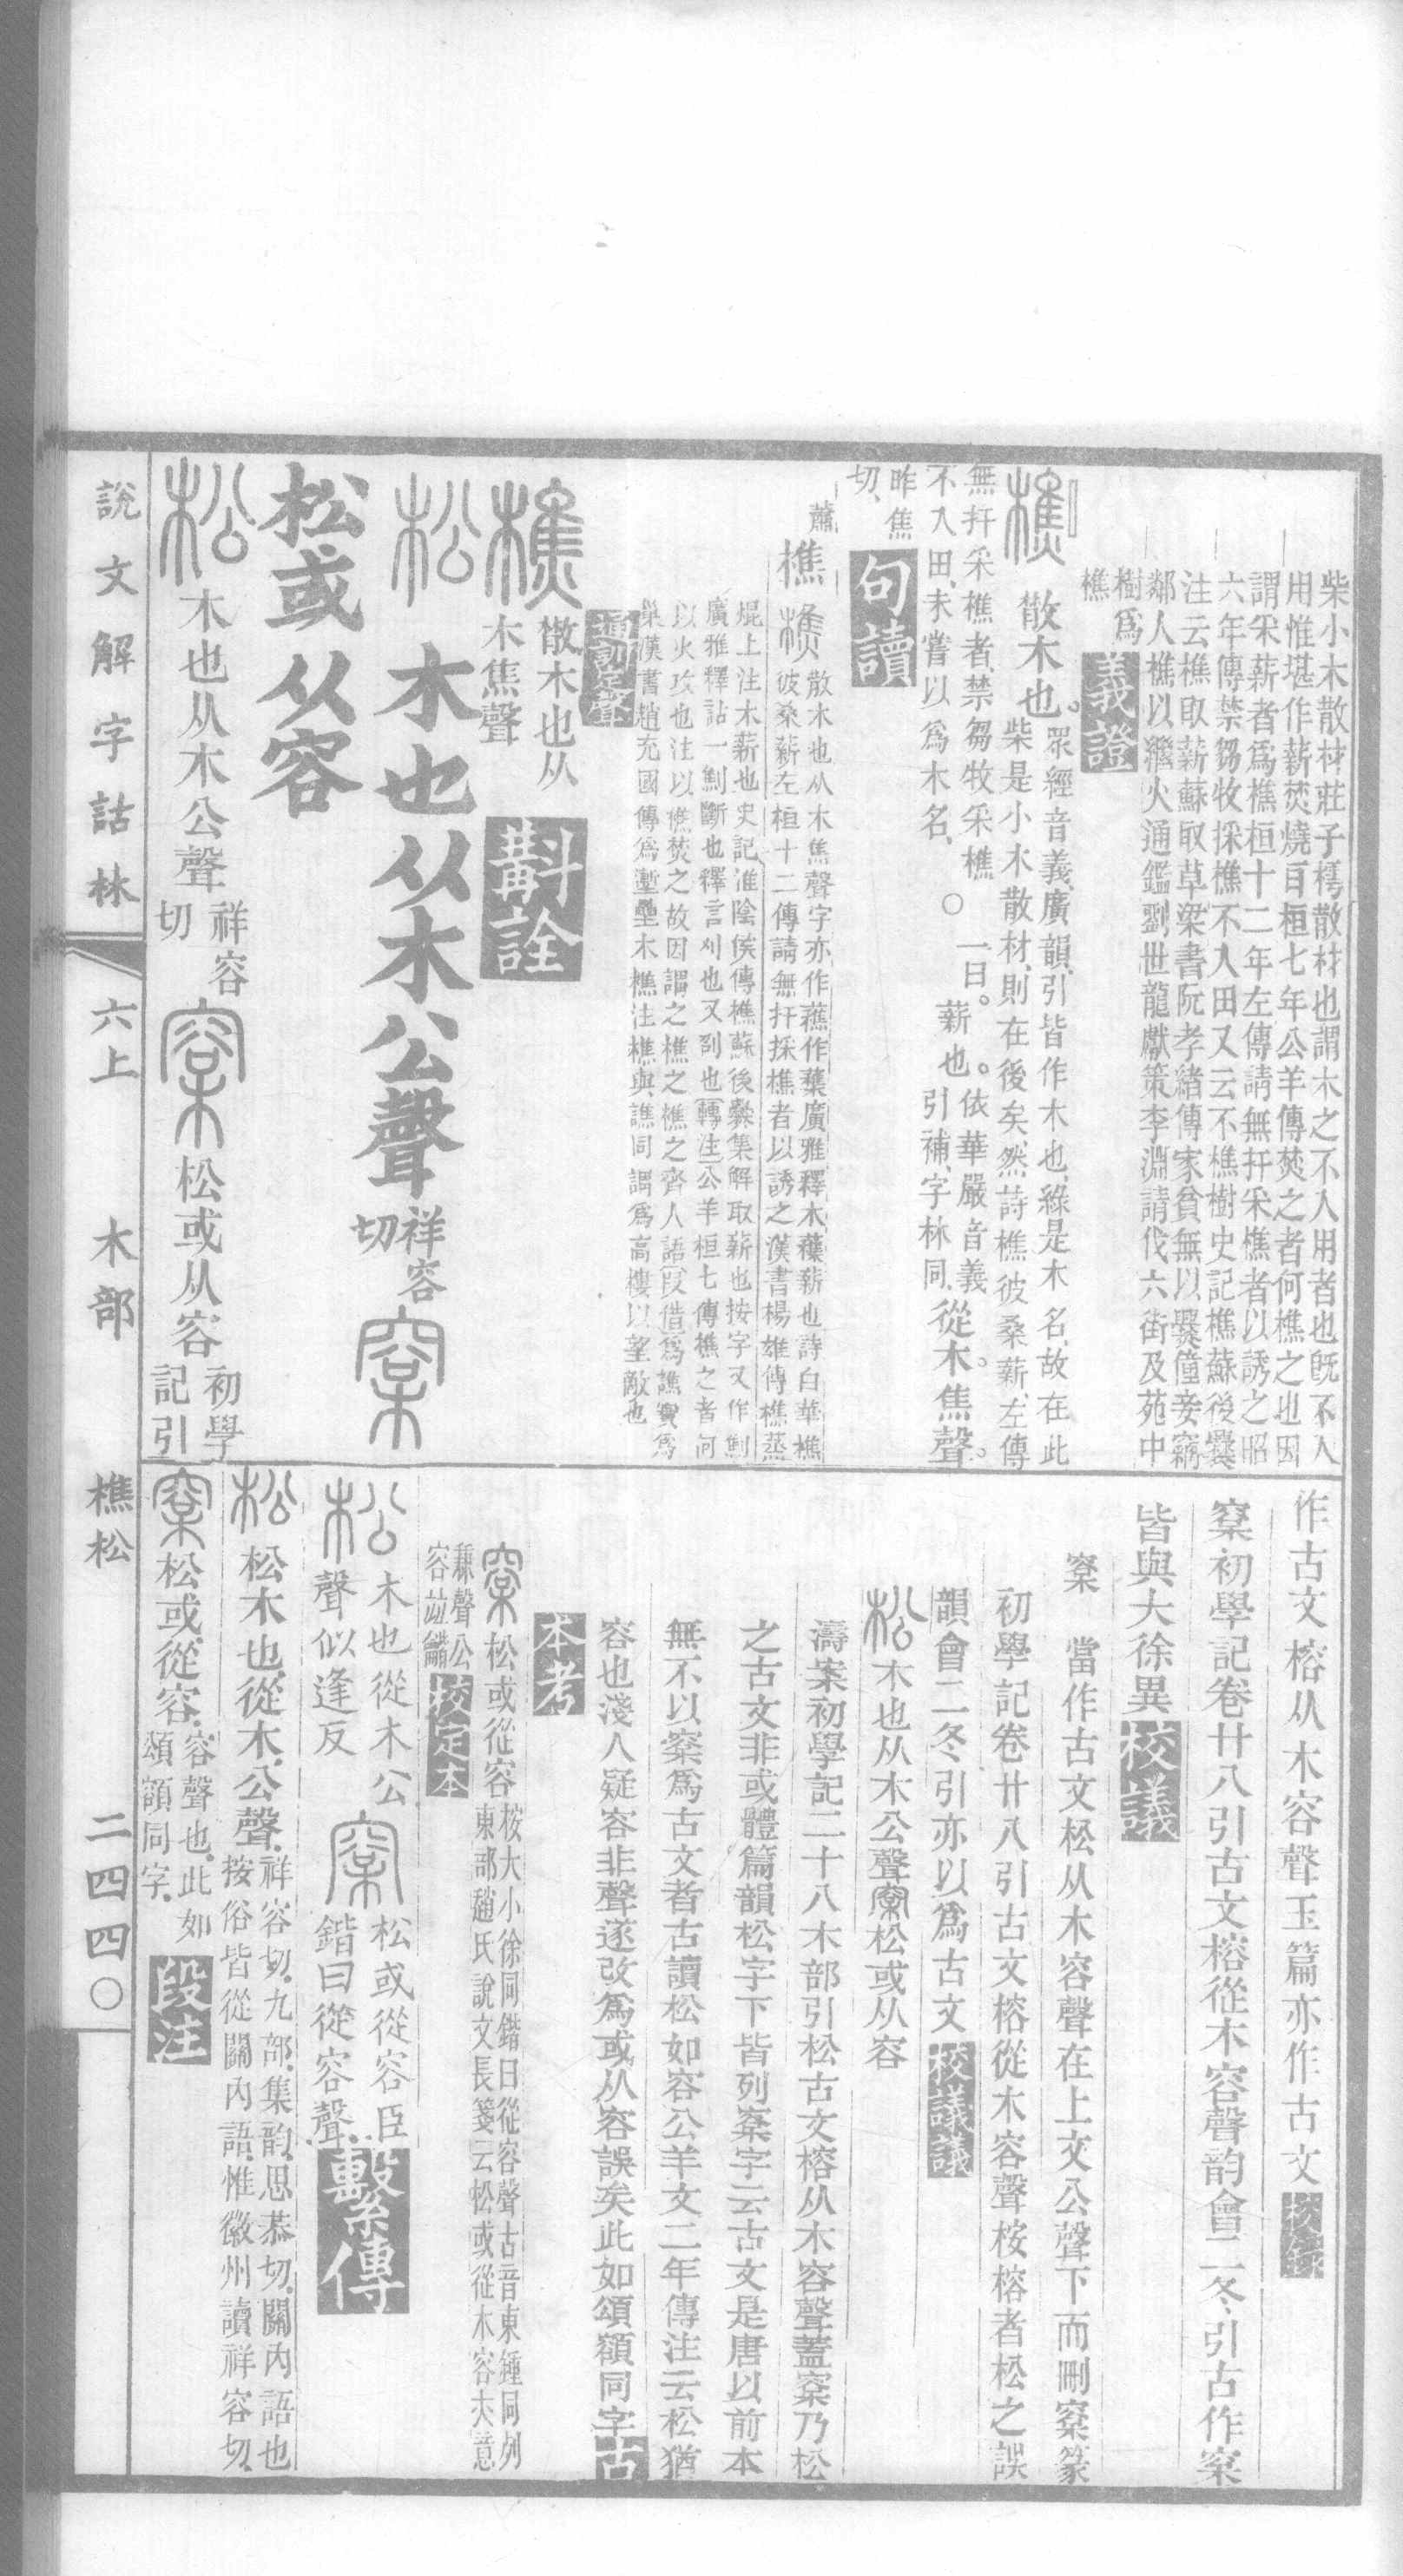 柴小木散材莊子樗散材也謂木之不入用者也旣不入
用惟堪作薪焚燒百桓七年公羊傳焚之者何樵之也因
謂采薪者爲樵桓十二年左傳請無扞采樵者以誘之昭
六年傳禁芻牧採樵不入田又云不樵樹史記樵蘇後爨
注云樵取薪蘇取草梁書阮孝緒傳家貧無以爨僮妾竊
鄰人樵以繼火通鑑劉世龍獻策李淵請伐六街及苑中
樹爲
樵
義證
樵 散木也。眾經音義、廣韻、引皆作木也、緣是木名、故在此
柴是小木散材、則在後矣、然詩樵彼桑薪、左傳
無扞采樵者、禁芻牧采樵
不入田、未嘗以爲木名、
○一曰。薪也。依華嚴音義
引補、字林同、從木焦聲。
昨焦
切、
句讀
蕭
樵 樵 散木也从木焦聲字亦作蘸作蕉廣雅釋木蘸薪也詩白華樵
彼桑薪左桓十二傳請無扞採樵者以誘之漢書楊雄傳樵蒸
焜上注木薪也史記淮陰侯傳樵蘇後爨集解取薪也按字又作劁
廣雅釋詁一劁斷也釋言刈也又剄也轉注公羊桓七傳樵之者何
以火攻也注以樵焚之故因謂之樵之樵之齊人語叚借爲譙實爲
巢漢書趙充國傳爲壍壘木樵注樵與譙同謂爲高樓以望敵也
通訓定聲
樵 散木也从
木焦聲
斠詮
松 木也从木公聲祥容
切
㮤
松或从容
松 木也从木公聲祥容
切
㮤 松或从容初學
記引
作古文榕从木容聲玉篇亦作古文校錄
㮤初學記卷廿八引古文榕從木容聲韵會二冬、引古作㮤
皆與大徐異校議
㮤 當作古文松从木容聲在上文公聲下而刪㮤篆
初學記卷廿八引古文榕從木容聲桉榕者松之誤
韻會二冬引亦以爲古文校議議
松 木也从木公聲㮤松或从容
濤案初學記二十八木部引松古文榕从木容聲蓋㮤乃松
之古文非或體篇韻松字下皆列㮤字云古文是唐以前本
無不以㮤爲古文者古讀松如容公羊文二年傳注云松猶
容也淺人疑容非聲遂改爲或从容誤矣此如頌額同字古
本考
㮤 松或從容按大小徐同鍇曰從容聲古音東鍾同列
東部趙氏說文長箋云松或從木容大意
兼聲公
容竝龤
校定本
松 木也從木公
聲似逢反
㮤 松或從容臣
鍇曰從容聲
繫傳
松 松木也、從木、公聲、祥容切、九部、集韵、思恭切、關內語也
按俗皆從關內語、惟徽州讀祥容切、
㮤 松或、從容、容聲也、此如
頌額同字、
段注
說文解字詁林 六上 木部 樵松 二四四〇